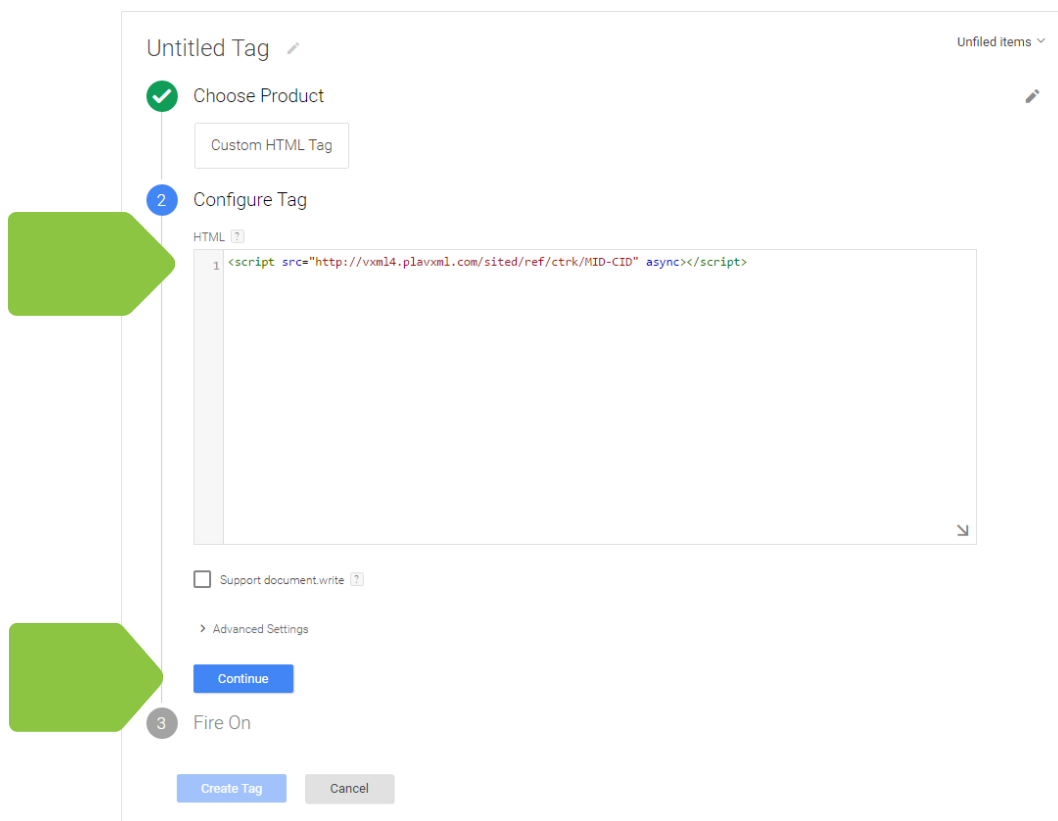 Untitled Tag
Unfiled items
Choose Product
Custom HTML Tag
2
Configure Tag
HTML ?
1 <script src="http://vxml4.plavxml.com/sited/ref/ctrk/MID-CID" async></script>
Support document.write ?
Advanced Settings
Continue
3
Fire On
Create Tag
Cancel